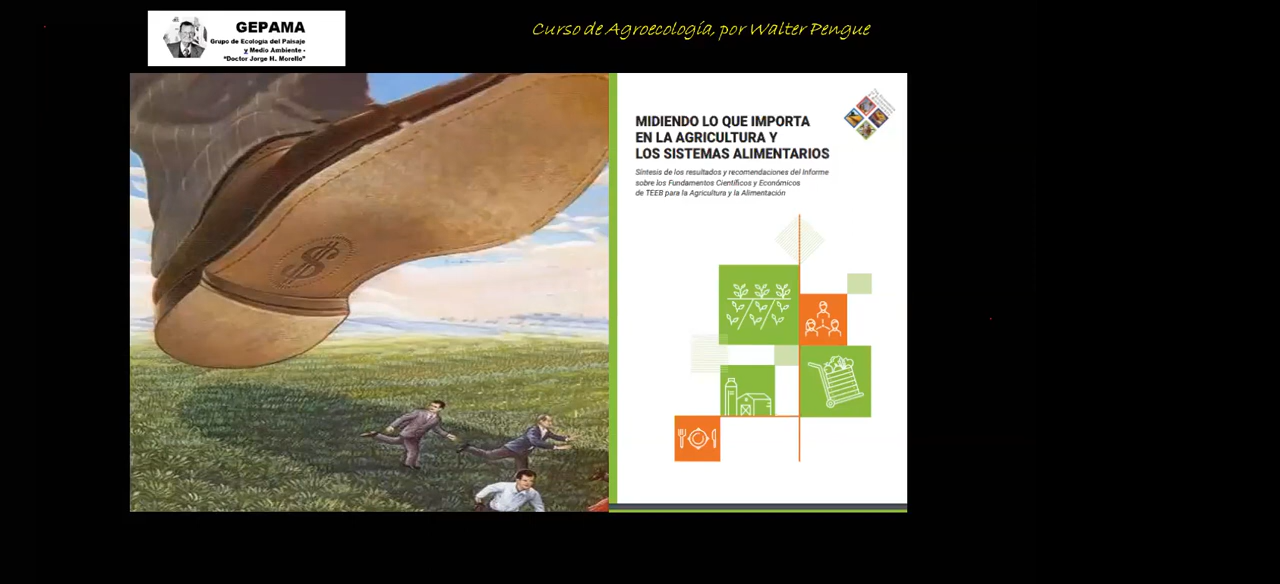 GEPAMA
Grupo de Ecología del Paisaje
y Medio Ambiente -
"Doctor Jorge H. Morello"
Curso de Agroecología, por Walter Pengue
$
MIDIENDO LO QUE IMPORTA
EN LA AGRICULTURA Y
LOS SISTEMAS ALIMENTARIOS
Síntesis de los resultados y recomendaciones del Informe
sobre los Fundamentos Científicos y Económicos
de TEEB para la Agricultura y la Alimentación